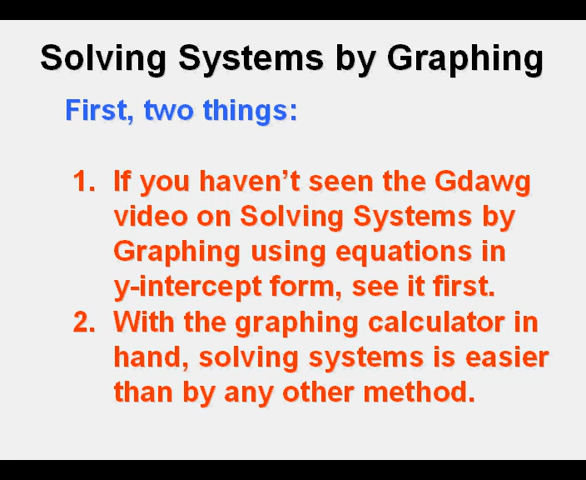 Solving Systems by Graphing
First, two things:
1. If you haven't seen the Gdawg
video on Solving Systems by
Graphing using equations in
y-intercept form, see it first.
2. With the graphing calculator in
hand, solving systems is easier
than by any other method.